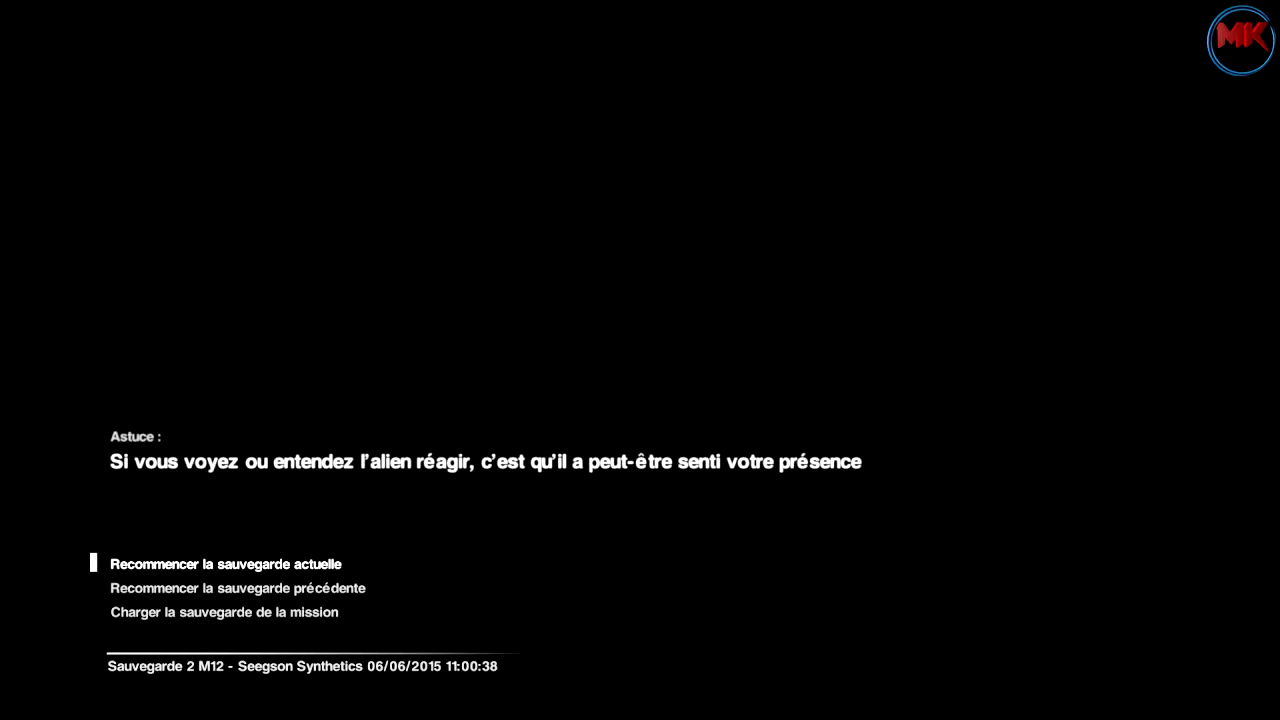 MK
Astuce :
Si vous voyez ou entendez l’alien réagir, c’est qu’il a peut-être senti votre présence
Recommencer la sauvegarde actuelle
Recommencer la sauvegarde précédente
Charger la sauvegarde de la mission
Sauvegarde 2 M12 - Seegson Synthetics 06/06/2015 11:00:38